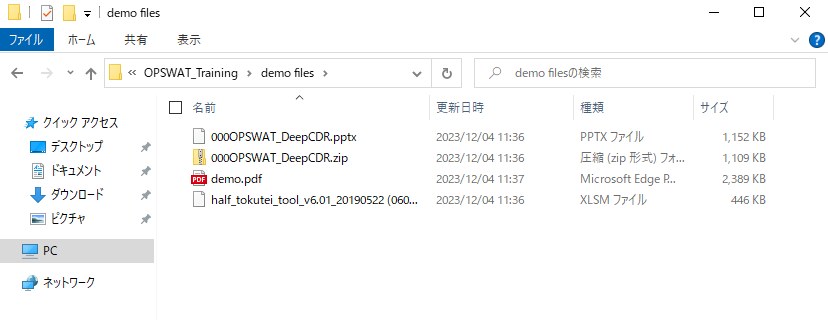 demo files
ファイル ホーム 共有 表示
« OPSWAT_Training › demo files › demo filesの検索
名前 更新日時 種類 サイズ
クイック アクセス
デスクトップ
ドキュメント
ダウンロード
ピクチャ
PC
ネットワーク
000OPSWAT_DeepCDR.pptx 2023/12/04 11:36 PPTX ファイル 1,152 KB
000OPSWAT_DeepCDR.zip 2023/12/04 11:36 圧縮 (zip 形式) フォ... 1,109 KB
PDF demo.pdf 2023/12/04 11:37 Microsoft Edge P... 2,389 KB
half_tokutei_tool_v6.01_20190522 (060... 2023/12/04 11:36 XLSM ファイル 446 KB